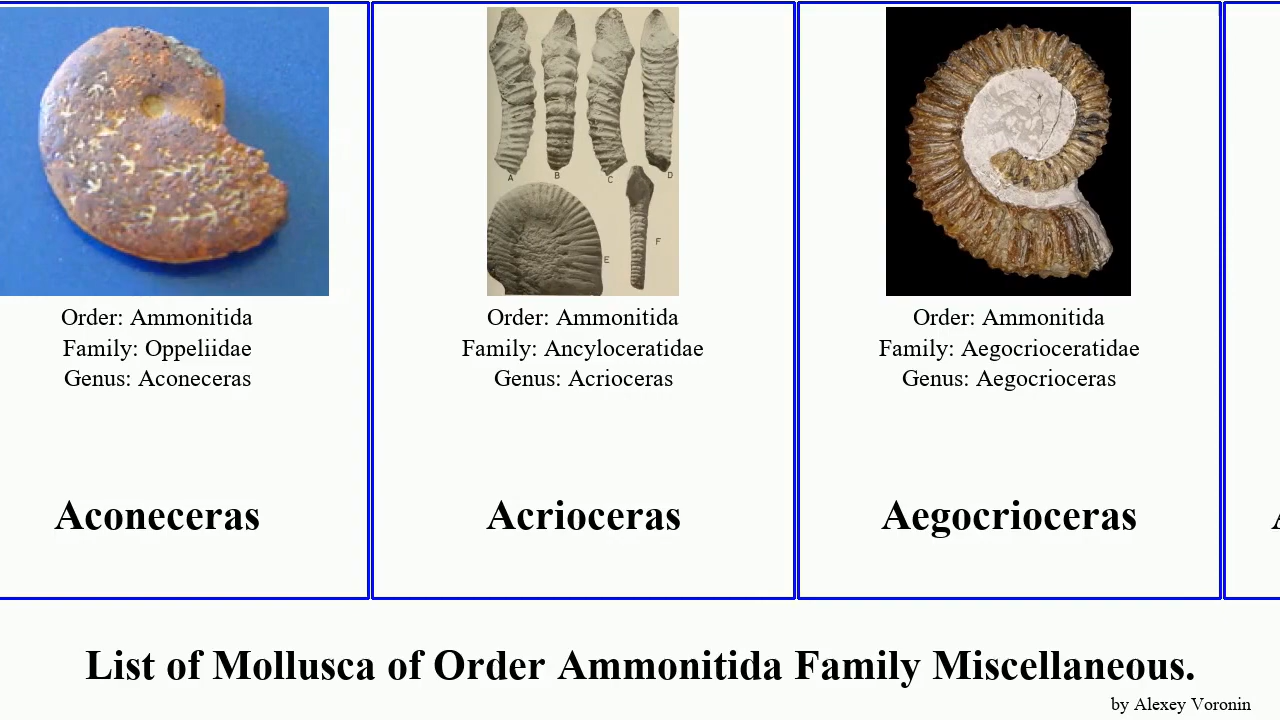 A
B
C
D
E
F
Order: Ammonitida
Family: Oppeliidae
Genus: Aconeceras
Aconeceras
Order: Ammonitida
Family: Ancyloceratidae
Genus: Acrioceras
Acrioceras
Order: Ammonitida
Family: Aegocrioceratidae
Genus: Aegocrioceras
Aegocrioceras
List of Mollusca of Order Ammonitida Family Miscellaneous.
by Alexey Voronin